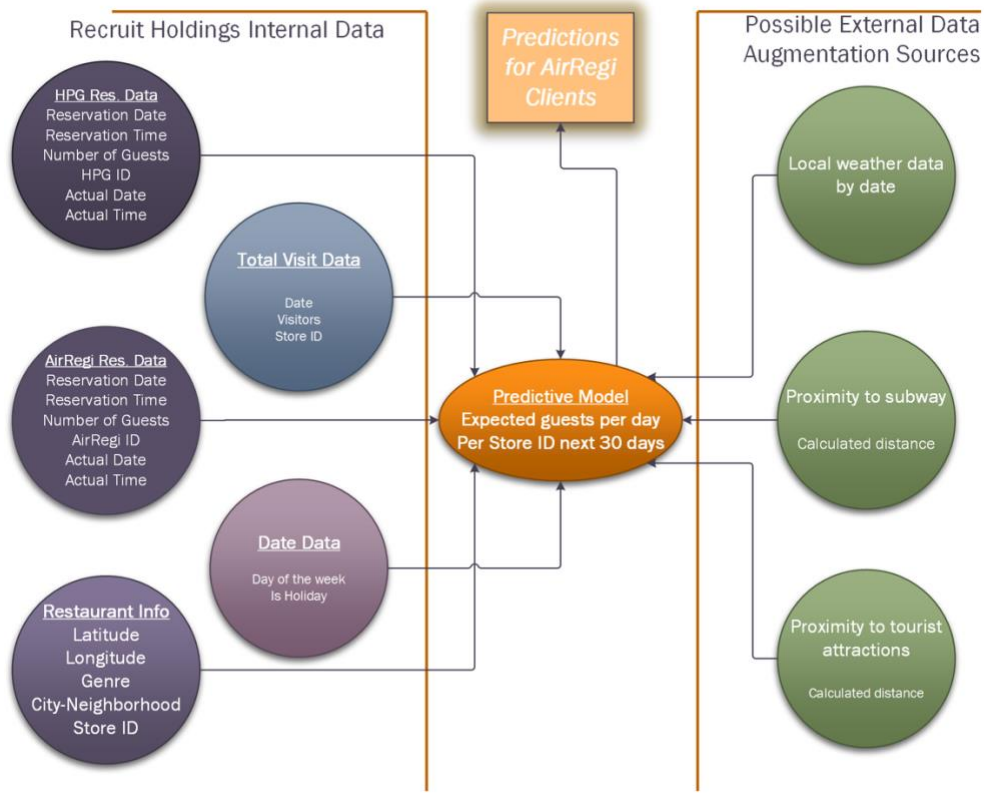 Recruit Holdings Internal Data
HPG Res. Data
Reservation Date
Reservation Time
Number of Guests
HPG ID
Actual Date
Actual Time
Total Visit Data
Date
Visitors
Store ID
AirRegi Res. Data
Reservation Date
Reservation Time
Number of Guests
AirRegi ID
Actual Date
Actual Time
Date Data
Day of the week
Is Holiday
Restaurant Info
Latitude
Longitude
Genre
City-Neighborhood
Store ID
Predictions
for AirRegi
Clients
Predictive Model
Expected guests per day
Per Store ID next 30 days
Possible External Data
Augmentation Sources
Local weather data
by date
Proximity to subway
Calculated distance
Proximity to tourist
attractions
Calculated distance